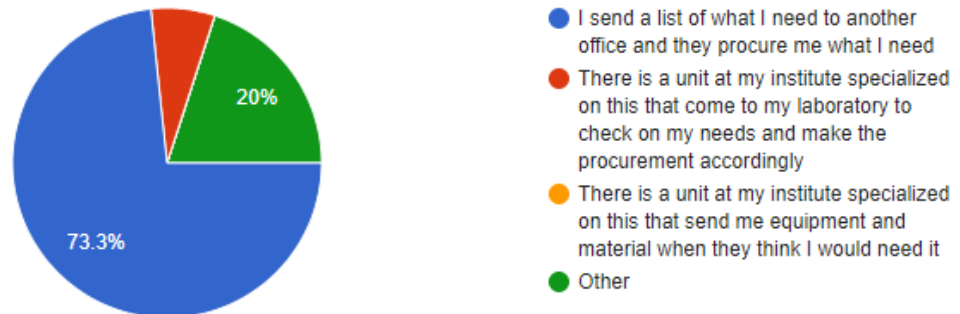 20%
73.3%
I send a list of what I need to another
office and they procure me what I need
There is a unit at my institute specialized
on this that come to my laboratory to
check on my needs and make the
procurement accordingly
There is a unit at my institute specialized
on this that send me equipment and
material when they think I would need it
Other